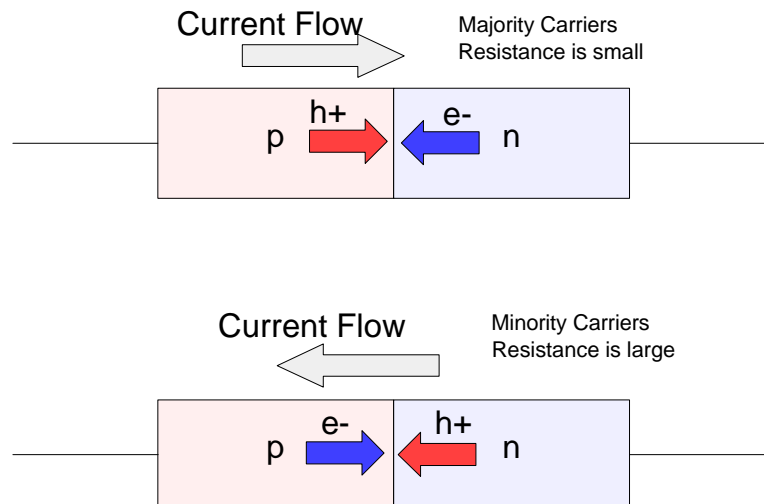 Current Flow
Majority Carriers
Resistance is small
h+
e-
p
n
Current Flow
Minority Carriers
Resistance is large
e-
h+
p
n